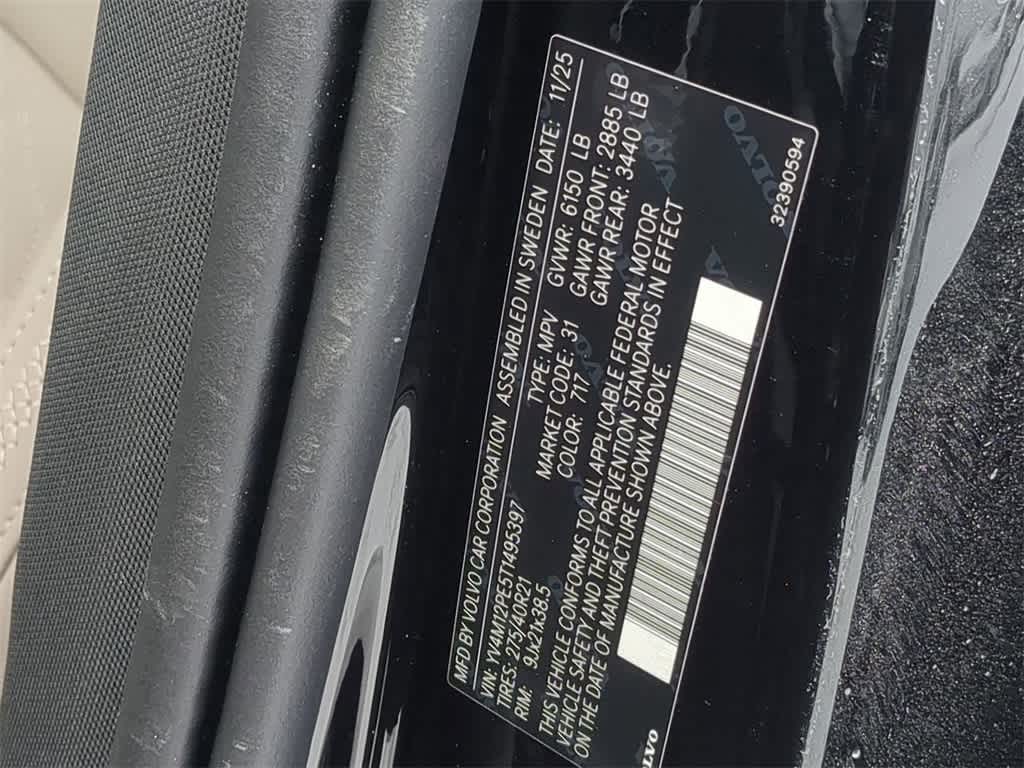 MFD BY VOLVO CAR CORPORATION ASSEMBLED IN SWEDEN DATE: 11/25
VIN: YV4M12PE5T1495397 TYPE: MPV GVWR: 6150 LB
TIRES: 275/40R21 MARKET CODE: 31 GAWR FRONT: 2885 LB
RIM: 9Jx21x38.5 COLOR: 717 GAWR REAR: 3440 LB
THIS VEHICLE CONFORMS TO ALL APPLICABLE FEDERAL MOTOR
VEHICLE SAFETY AND THEFT PREVENTION STANDARDS IN EFFECT
ON THE DATE OF MANUFACTURE SHOWN ABOVE.
32390594
VOLVO